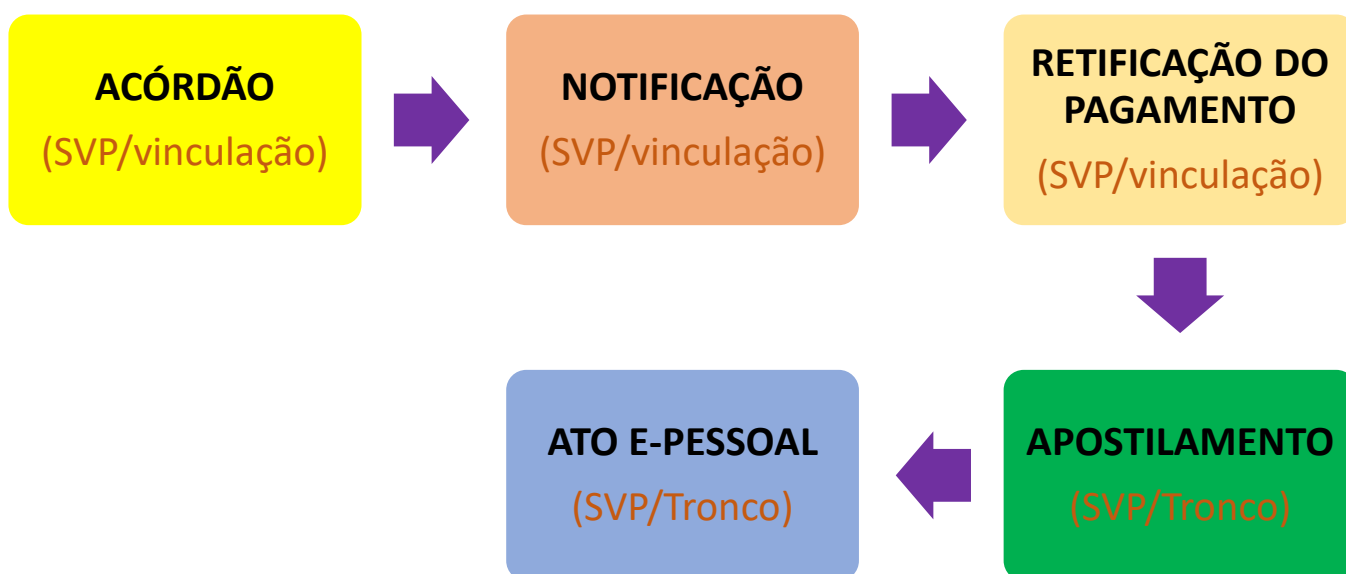 ACÓRDÃO
(SVP/vinculação)
NOTIFICAÇÃO
(SVP/vinculação)
RETIFICAÇÃO DO
PAGAMENTO
(SVP/vinculação)
APOSTILAMENTO
(SVP/Tronco)
ATO E-PESSOAL
(SVP/Tronco)